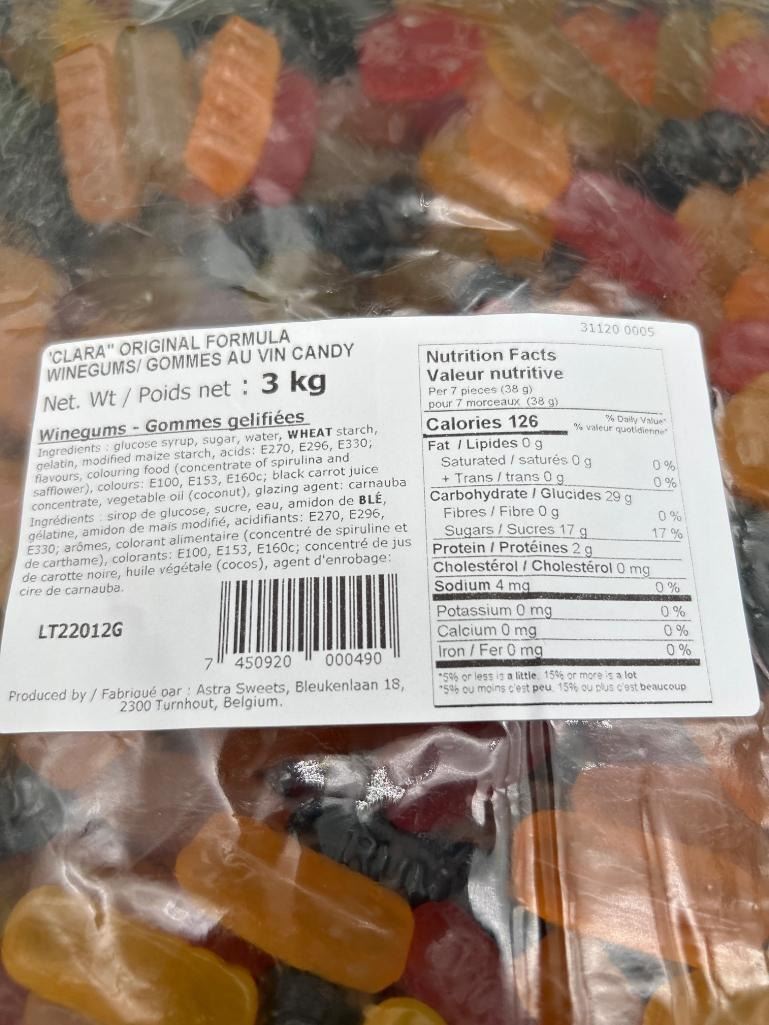 'CLARA" ORIGINAL FORMULA
WINEGUMS/ GOMMES AU VIN CANDY
Net. Wt / Poids net : 3 kg
Winegums - Gommes gelifiées
Ingredients : glucose syrup, sugar, water, WHEAT starch,
gelatin, modified maize starch, acids: E270, E296, E330;
flavours, colouring food (concentrate of spirulina and
safflower), colours: E100, E153, E160c; black carrot juice
concentrate, vegetable oil (coconut), glazing agent: carnauba
Ingrédients : sirop de glucose, sucre, eau, amidon de BLÉ,
gélatine, amidon de maïs modifié, acidifiants: E270, E296,
E330; arômes, colorant alimentaire (concentré de spiruline et
de carthame), colorants: E100, E153, E160c; concentré de jus
de carotte noire, huile végétale (cocos), agent d'enrobage:
cire de carnauba.
LT22012G
7 450920 000490
Produced by / Fabriqué par : Astra Sweets, Bleukenlaan 18,
2300 Turnhout, Belgium.
31120 0005
Nutrition Facts
Valeur nutritive
Per 7 pieces (38 g)
pour 7 morceaux (38 g)
Calories 126 % Daily Value*
% valeur quotidienne*
Fat / Lipides 0 g
Saturated / saturés 0 g 0 %
+ Trans / trans 0 g 0 %
Carbohydrate / Glucides 29 g
Fibres / Fibre 0 g 0 %
Sugars / Sucres 17 g 17 %
Protein / Protéines 2 g
Cholestérol / Cholestérol 0 mg
Sodium 4 mg 0 %
Potassium 0 mg 0 %
Calcium 0 mg 0 %
Iron / Fer 0 mg 0 %
*5% or less is a little, 15% or more is a lot
*5% ou moins c'est peu, 15% ou plus c'est beaucoup
RUM